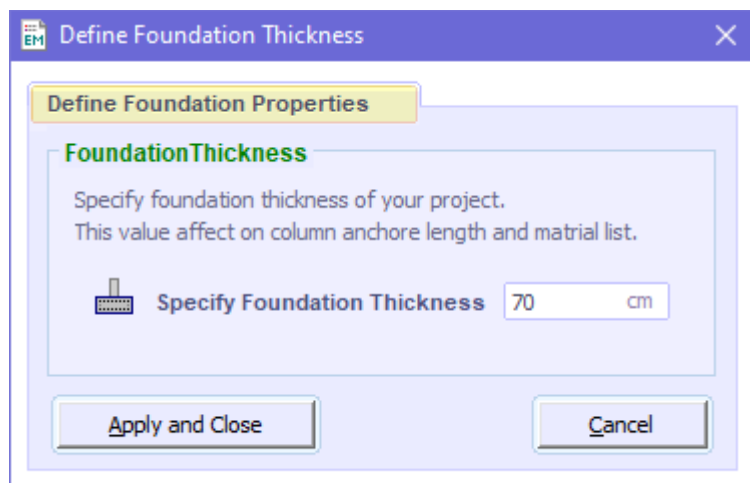 EM Define Foundation Thickness
Define Foundation Properties
FoundationThickness
Specify foundation thickness of your project.
This value affect on column anchore length and matrial list.
Specify Foundation Thickness 70 cm
Apply and Close Cancel